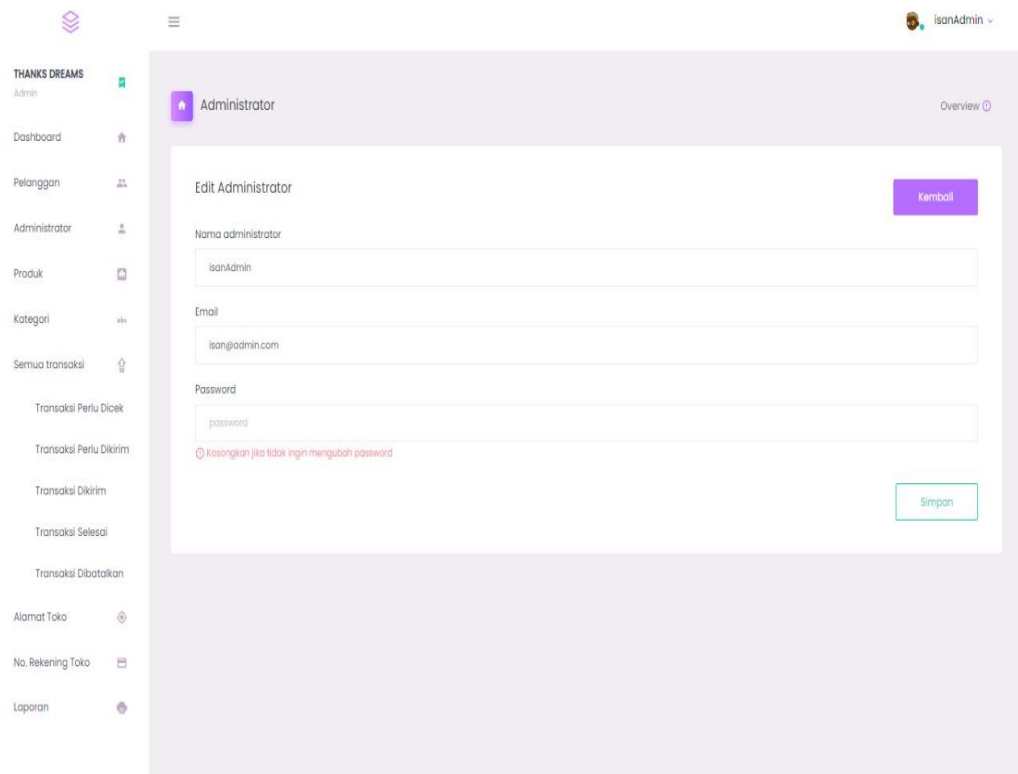 isanAdmin
THANKS DREAMS
Admin
Dashboard
Pelanggan
Administrator
Produk
Kategori
abc
Semua transaksi
Transaksi Perlu Dicek
Transaksi Perlu Dikirim
Transaksi Dikirim
Transaksi Selesai
Transaksi Dibatalkan
Alamat Toko
No. Rekening Toko
Laporan
Administrator
Overview
Edit Administrator
Kembali
Nama administrator
isanAdmin
Email
isan@admin.com
Password
password
Kosongkan jika tidak ingin mengubah password
Simpan